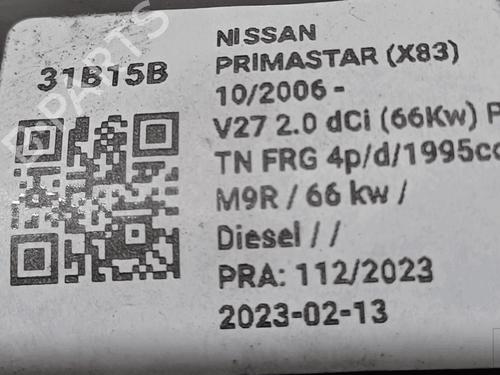 31B15B
NISSAN
PRIMASTAR (X83)
10/2006 -
V27 2.0 dCi (66Kw) P
TN FRG 4p/d/1995cc
M9R / 66 kw /
Diesel / /
PRA: 112/2023
2023-02-13